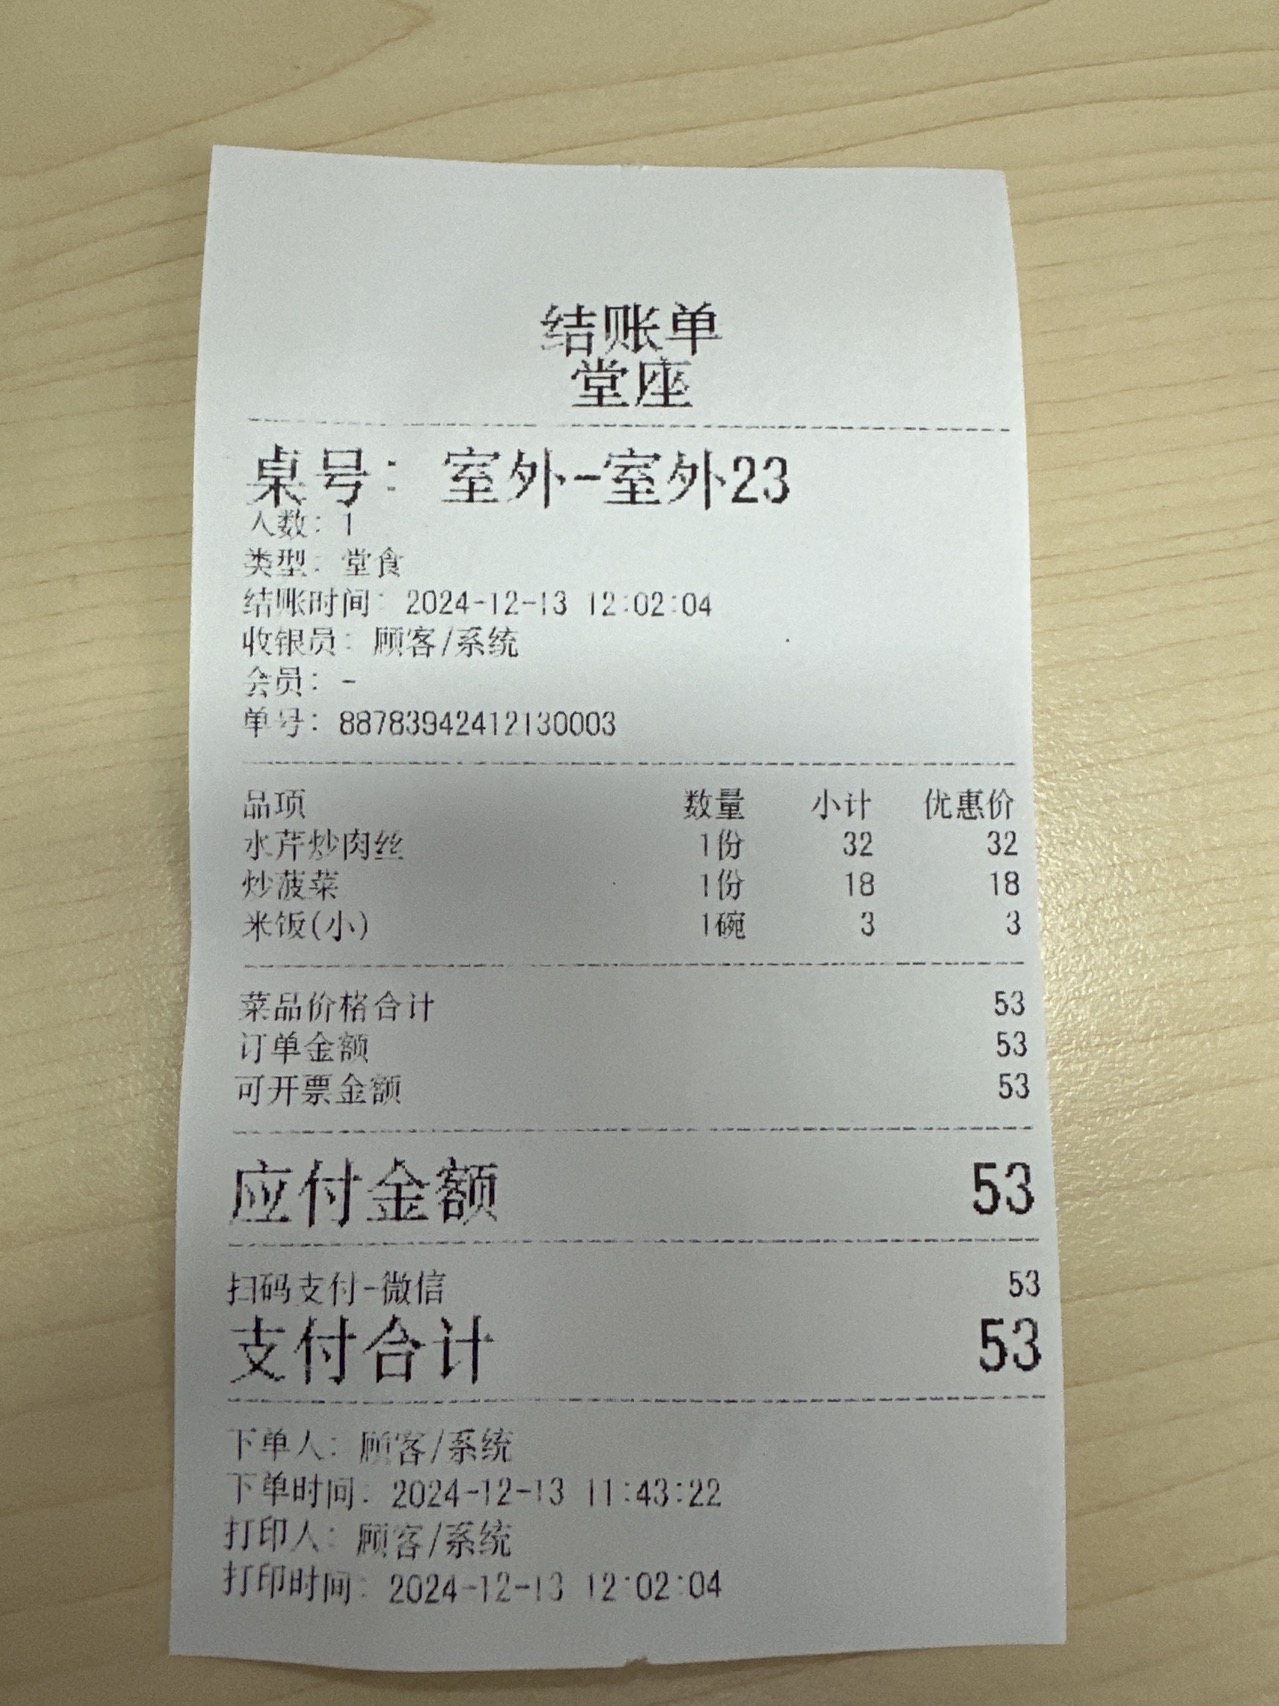 结账单
堂座
桌号: 室外-室外23
人数: 1
类型: 堂食
结账时间: 2024-12-13 12:02:04
收银员: 顾客/系统
会员: -
单号: 88783942412130003
品项 数量 小计 优惠价
水芹炒肉丝 1份 32 32
炒菠菜 1份 18 18
米饭(小) 1碗 3 3
菜品价格合计 53
订单金额 53
可开票金额 53
应付金额 53
扫码支付-微信 53
支付合计 53
下单人: 顾客/系统
下单时间: 2024-12-13 11:43:22
打印人: 顾客/系统
打印时间: 2024-12-13 12:02:04